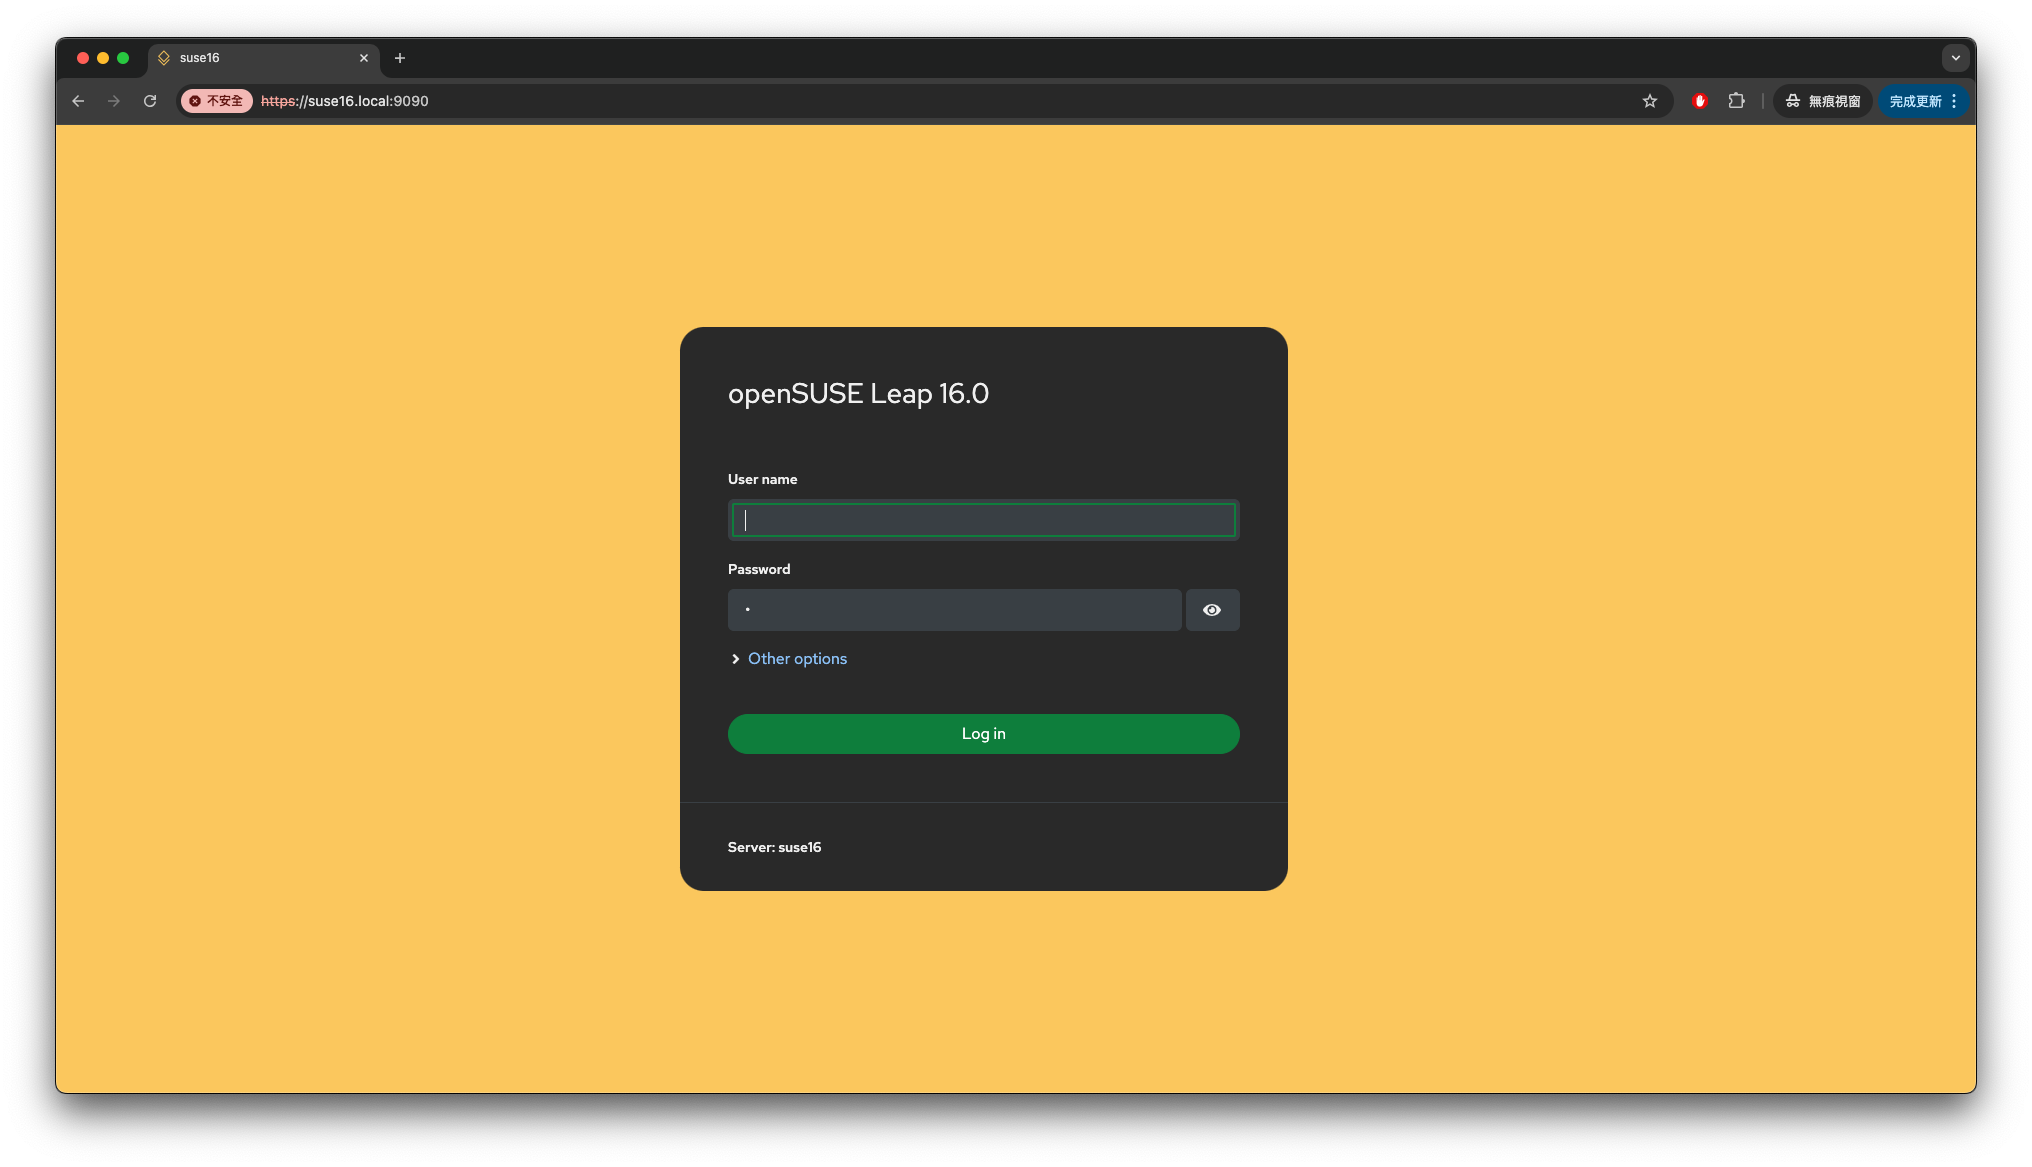 suse16
不安全 https://suse16.local:9090 無痕視窗 完成更新
openSUSE Leap 16.0
User name
Password
•
Other options
Log in
Server: suse16